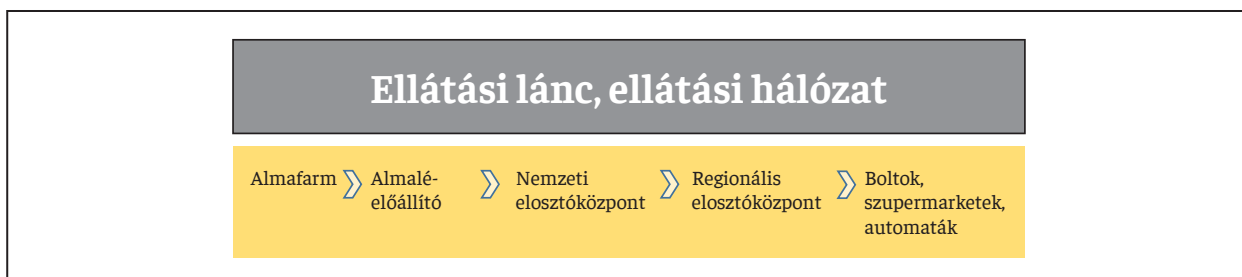 Ellátási lánc, ellátási hálózat
Almafarm
Almalé-
előállító
Nemzeti
elosztóközpont
Regionális
elosztóközpont
Boltok,
szupermarketek,
automaták